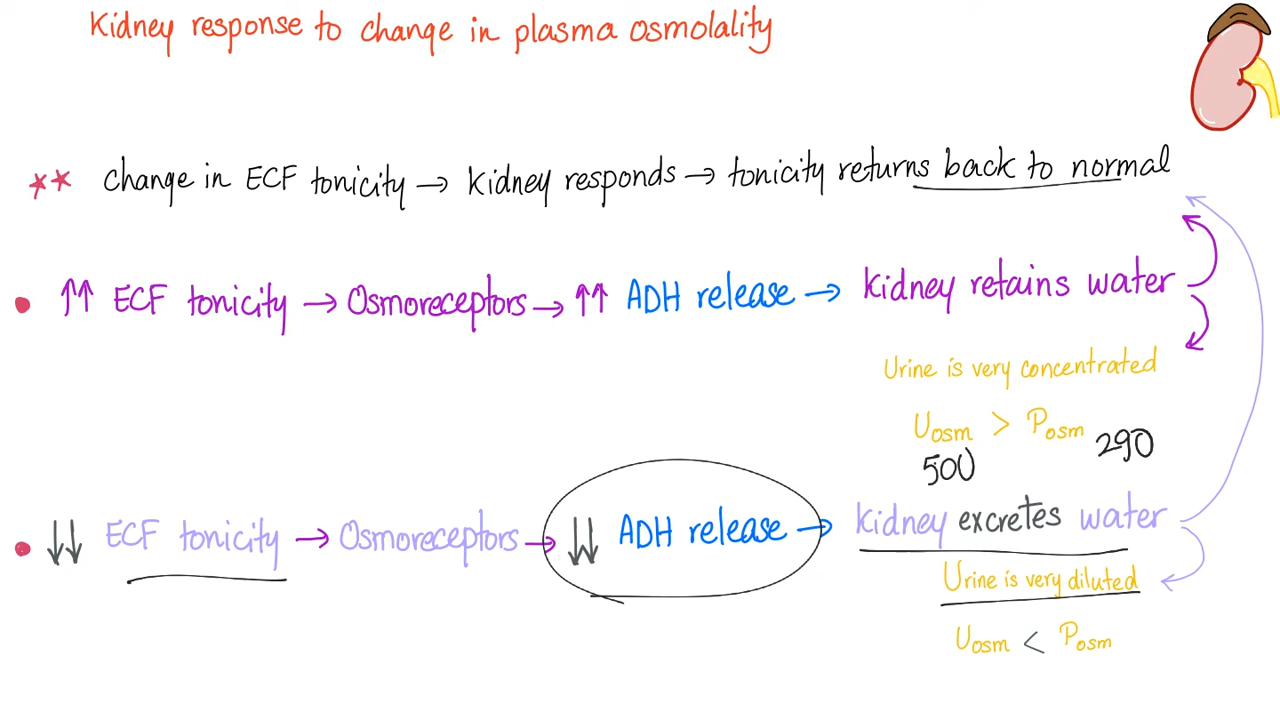 Kidney response to change in plasma osmolality
** change in ECF tonicity → Kidney responds → tonicity returns back to normal
• ↑↑ ECF tonicity → Osmoreceptors → ↑↑ ADH release → Kidney retains water
Urine is very concentrated
Uosm > Posm
500 290
• ↓↓ ECF tonicity → Osmoreceptors → ↓↓ ADH release → Kidney excretes water
Urine is very diluted
Uosm < Posm